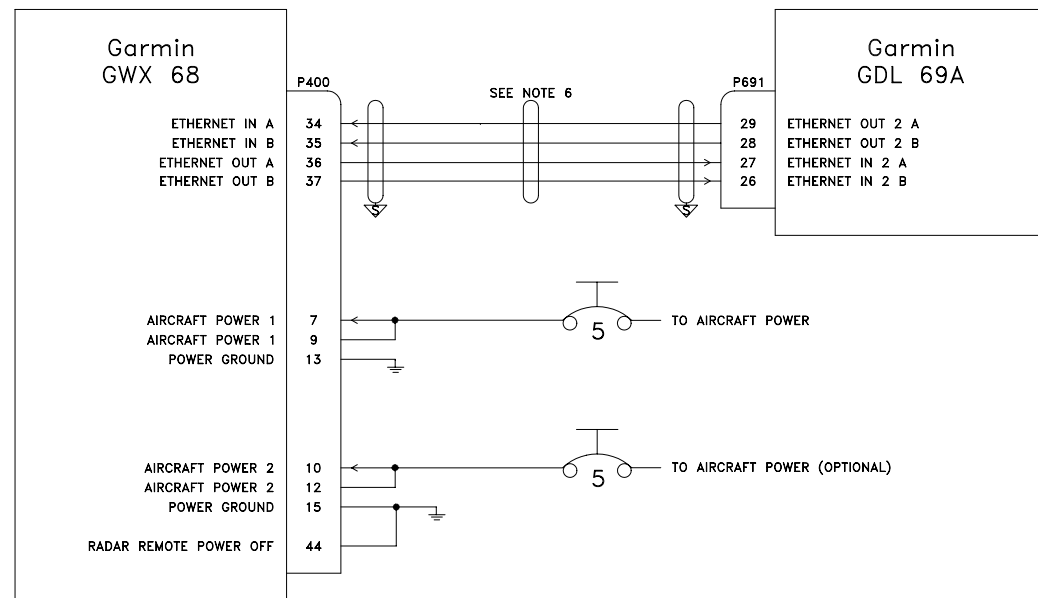 Garmin
GWX 68
Garmin
GDL 69A
P400
P691
SEE NOTE 6
ETHERNET IN A 34 29 ETHERNET OUT 2 A
ETHERNET IN B 35 28 ETHERNET OUT 2 B
ETHERNET OUT A 36 27 ETHERNET IN 2 A
ETHERNET OUT B 37 26 ETHERNET IN 2 B
S S
AIRCRAFT POWER 1 7 TO AIRCRAFT POWER
5
AIRCRAFT POWER 1 9
POWER GROUND 13
AIRCRAFT POWER 2 10 TO AIRCRAFT POWER (OPTIONAL)
5
AIRCRAFT POWER 2 12
POWER GROUND 15
RADAR REMOTE POWER OFF 44